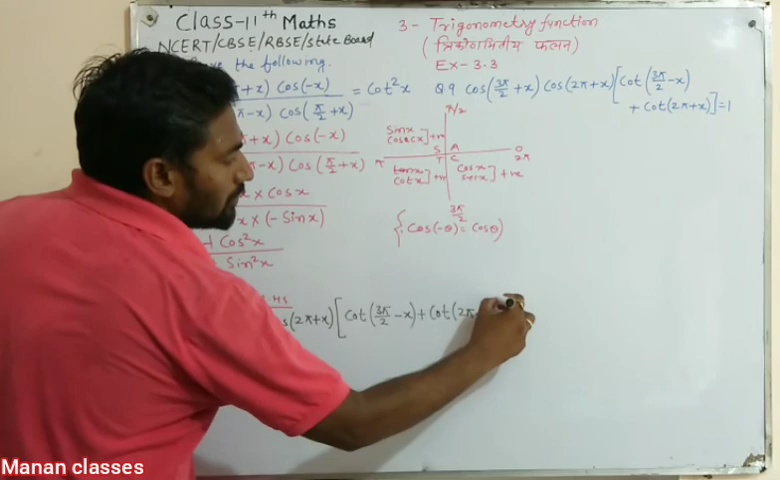 Class-11th Maths
NCERT/CBSE/RBSE/State Board
the following.
+x) cos(-x) = cot²x
-x) cos(π/2+x)
+x) cos(-x)
-x) cos(π/2+x)
x cosx
x × (-sinx)
cos²x
sin²x
3- Trigonometry function
(त्रिकोणमितीय फलन)
Ex-3.3
Q9 cos(3π/2+x) cos(2π+x)[cot(3π/2-x)
+ cot(2π+x)]=1
π/2
sinx
cosecx ]+ve
S A
0
2π
π
T C
tanx
cotx ]+ve
cosx
secx ]+ve
3π/2
{cos(-θ)=cosθ}
s(2π+x)[cot(3π/2-x)+cot(2π
Manan classes